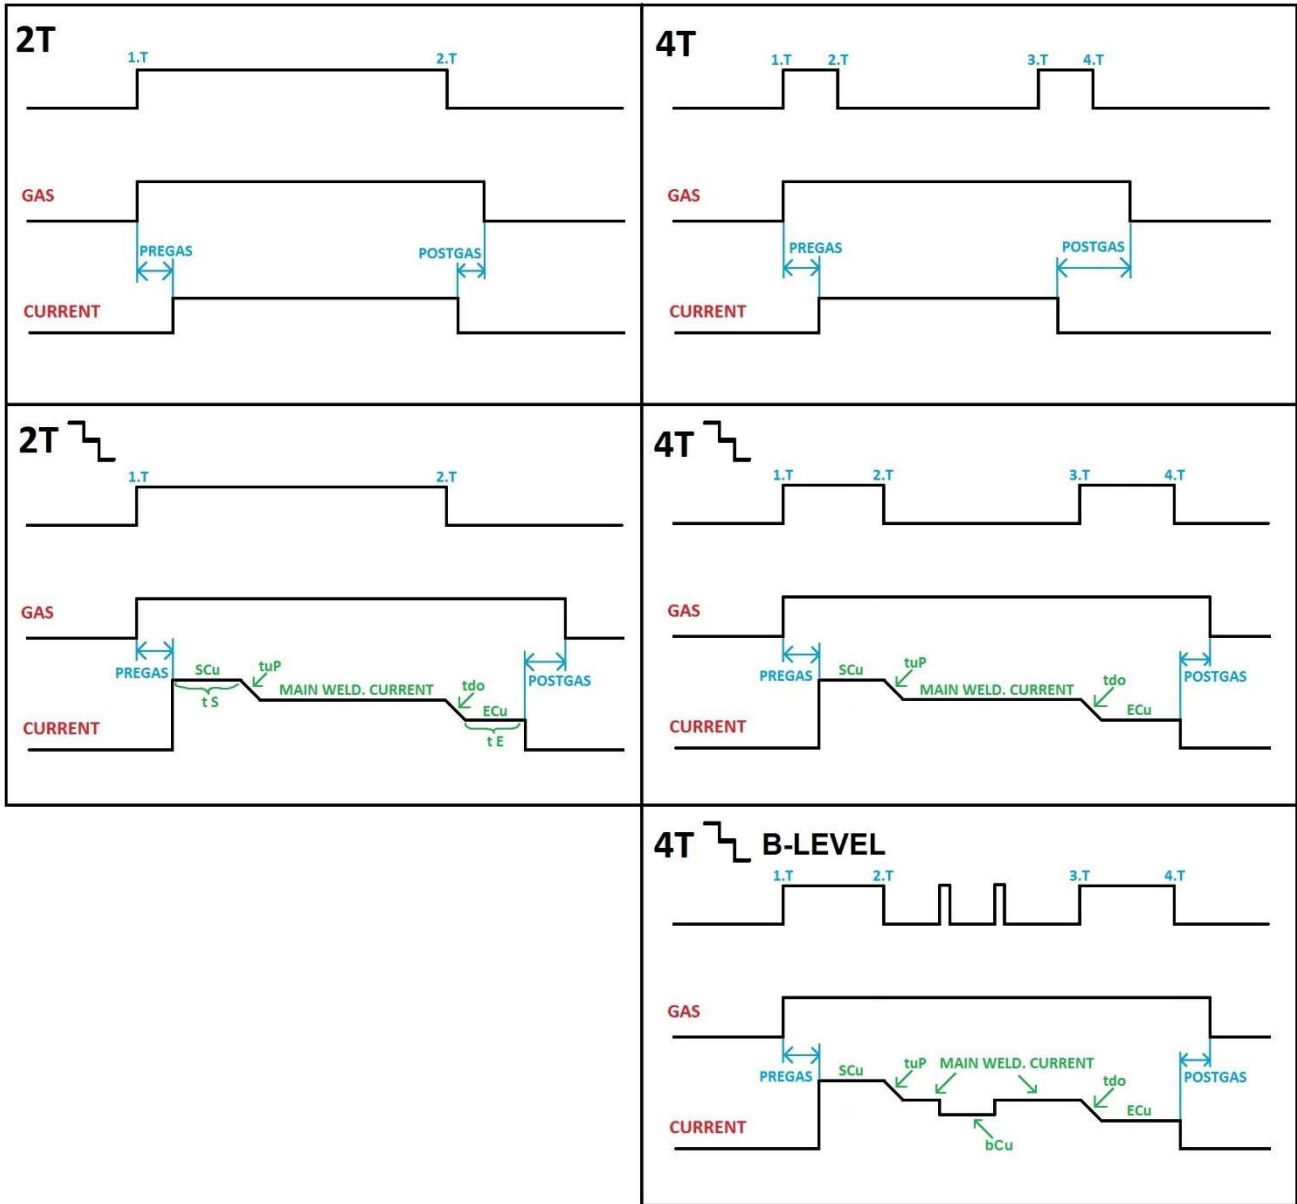 2T
1.T 2.T
GAS
PREGAS POSTGAS
CURRENT
4T
1.T 2.T 3.T 4.T
GAS
PREGAS POSTGAS
CURRENT
2T
1.T 2.T
GAS
PREGAS SCu tuP MAIN WELD. CURRENT tdo POSTGAS
t S ECu
CURRENT t E
4T
1.T 2.T 3.T 4.T
GAS
PREGAS SCu tuP MAIN WELD. CURRENT tdo POSTGAS
ECu
CURRENT
4T B-LEVEL
1.T 2.T 3.T 4.T
GAS
PREGAS SCu tuP MAIN WELD. CURRENT tdo POSTGAS
ECu
CURRENT
bCu